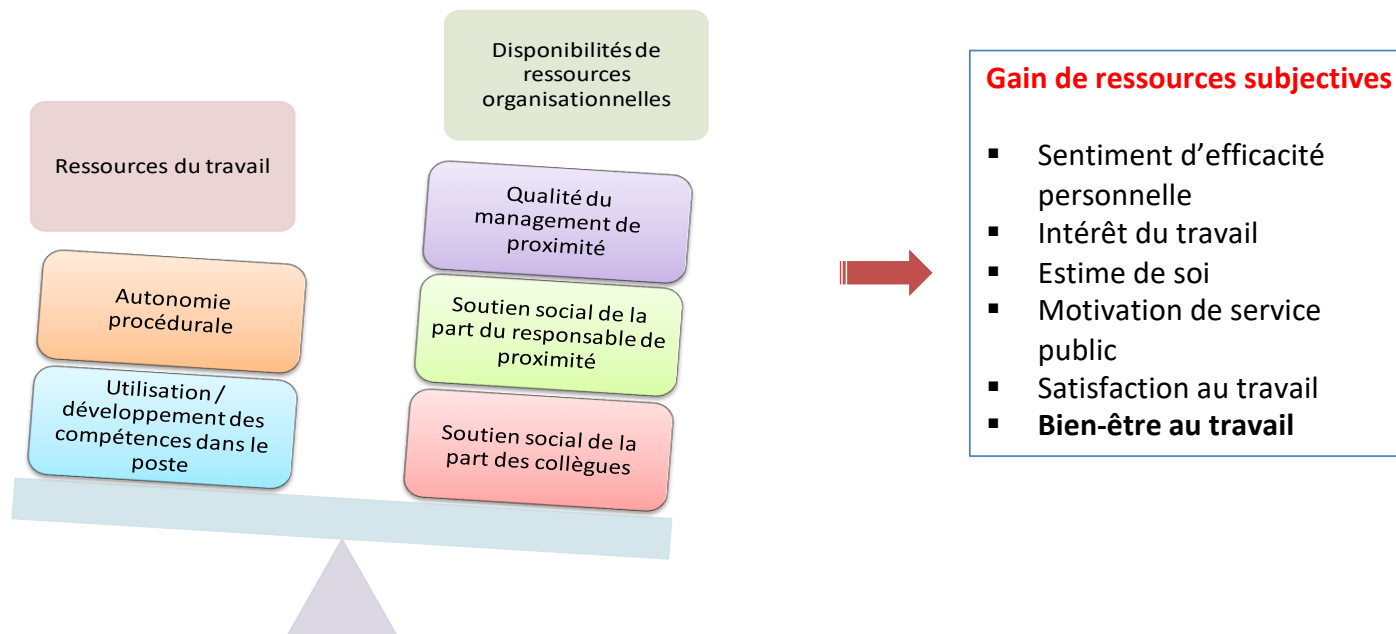 Ressources du travail
Autonomie
procédurale
Utilisation /
développement des
compétences dans le
poste
Disponibilités de
ressources
organisationnelles
Qualité du
management de
proximité
Soutien social de la
part du responsable de
proximité
Soutien social de la
part des collègues
Gain de ressources subjectives
▪ Sentiment d’efficacité
personnelle
▪ Intérêt du travail
▪ Estime de soi
▪ Motivation de service
public
▪ Satisfaction au travail
▪ Bien-être au travail